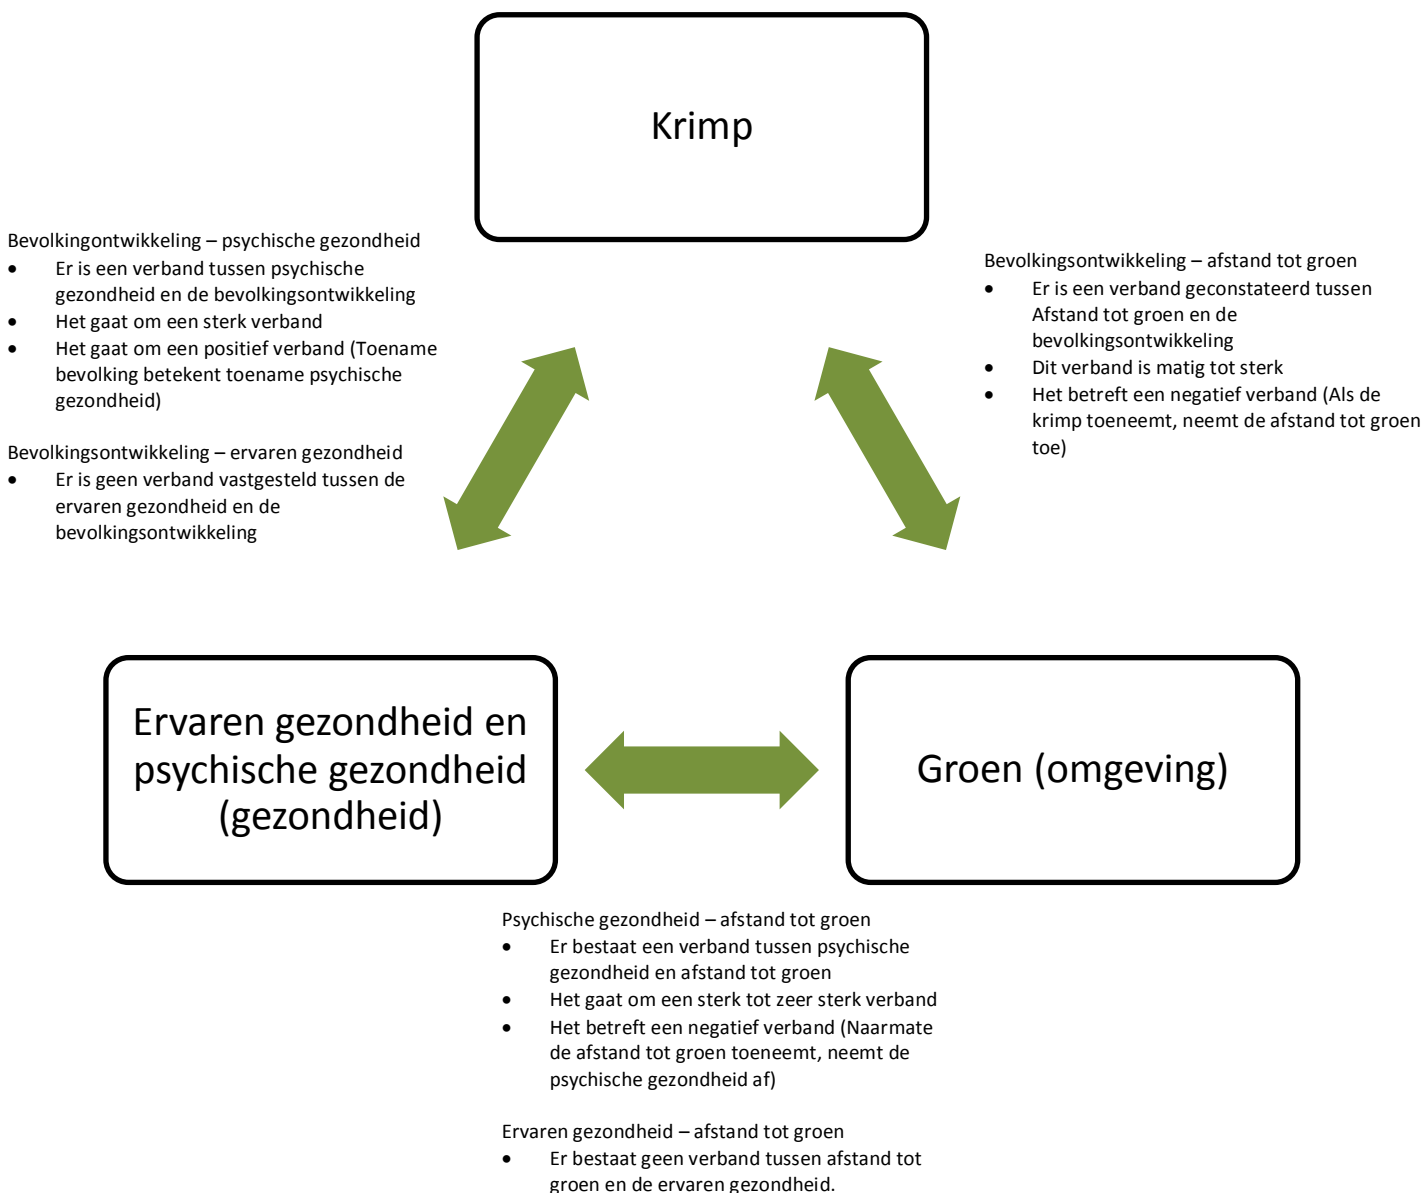 Krimp
Bevolkingontwikkeling – psychische gezondheid
• Er is een verband tussen psychische
gezondheid en de bevolkingsontwikkeling
• Het gaat om een sterk verband
• Het gaat om een positief verband (Toename
bevolking betekent toename psychische
gezondheid)
Bevolkingsontwikkeling – ervaren gezondheid
• Er is geen verband vastgesteld tussen de
ervaren gezondheid en de
bevolkingsontwikkeling
Bevolkingsontwikkeling – afstand tot groen
• Er is een verband geconstateerd tussen
Afstand tot groen en de
bevolkingsontwikkeling
• Dit verband is matig tot sterk
• Het betreft een negatief verband (Als de
krimp toeneemt, neemt de afstand tot groen
toe)
Ervaren gezondheid en
psychische gezondheid
(gezondheid)
Groen (omgeving)
Psychische gezondheid – afstand tot groen
• Er bestaat een verband tussen psychische
gezondheid en afstand tot groen
• Het gaat om een sterk tot zeer sterk verband
• Het betreft een negatief verband (Naarmate
de afstand tot groen toeneemt, neemt de
psychische gezondheid af)
Ervaren gezondheid – afstand tot groen
• Er bestaat geen verband tussen afstand tot
groen en de ervaren gezondheid.